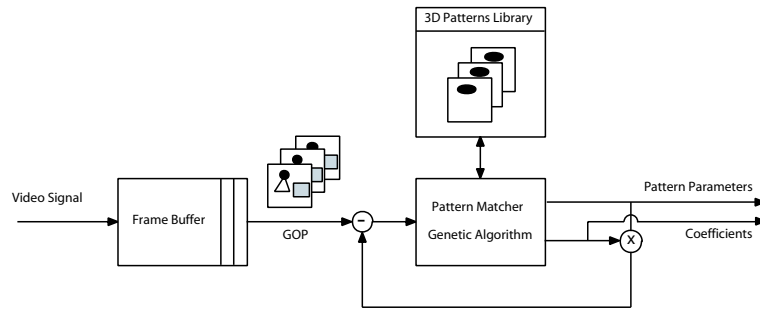 3D Patterns Library
Video Signal
Frame Buffer
GOP
−
Pattern Matcher
Genetic Algorithm
Pattern Parameters
Coefficients
X